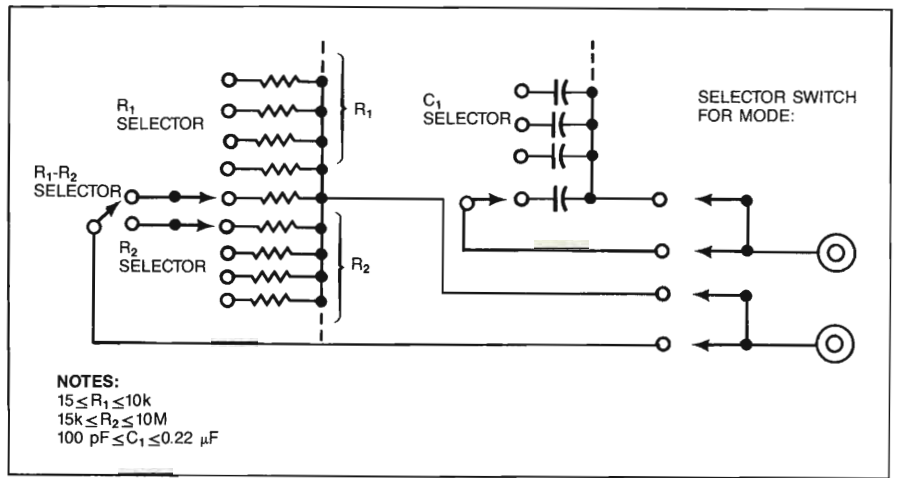 R1
SELECTOR
R1
C1
SELECTOR
SELECTOR SWITCH
FOR MODE:
R1-R2
SELECTOR
R2
SELECTOR
R2
NOTES:
15≤R1≤10k
15k≤R2≤10M
100 pF≤C1≤0.22 μF